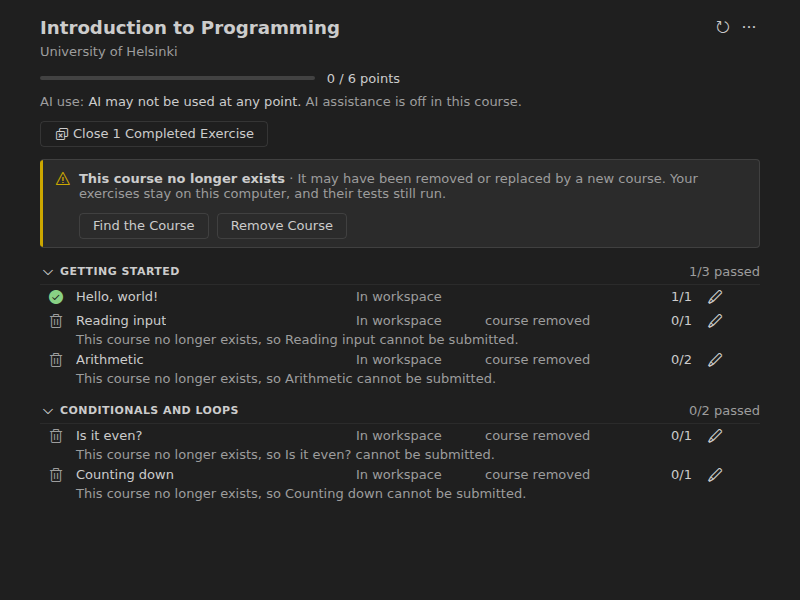 Introduction to Programming
University of Helsinki
0 / 6 points
AI use: AI may not be used at any point. AI assistance is off in this course.
Close 1 Completed Exercise
This course no longer exists · It may have been removed or replaced by a new course. Your
exercises stay on this computer, and their tests still run.
Find the Course Remove Course
GETTING STARTED 1/3 passed
Hello, world! In workspace 1/1
Reading input In workspace course removed 0/1
This course no longer exists, so Reading input cannot be submitted.
Arithmetic In workspace course removed 0/2
This course no longer exists, so Arithmetic cannot be submitted.
CONDITIONALS AND LOOPS 0/2 passed
Is it even? In workspace course removed 0/1
This course no longer exists, so Is it even? cannot be submitted.
Counting down In workspace course removed 0/1
This course no longer exists, so Counting down cannot be submitted.